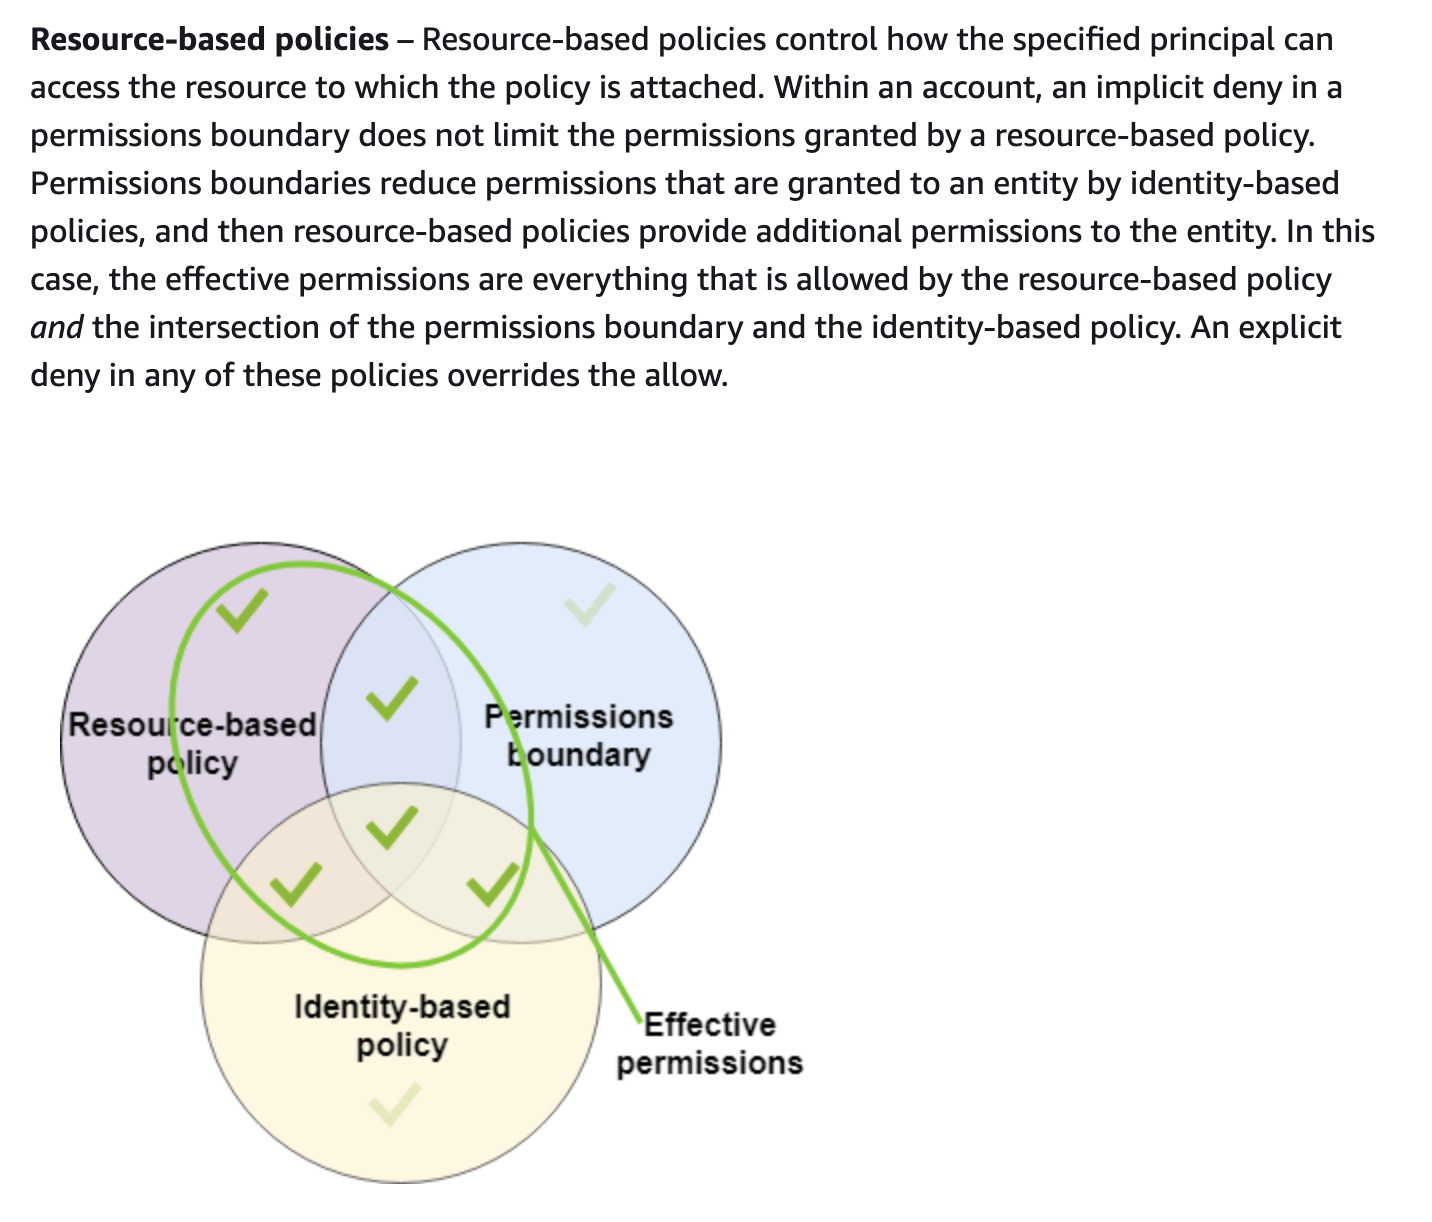 Resource-based policies – Resource-based policies control how the specified principal can
access the resource to which the policy is attached. Within an account, an implicit deny in a
permissions boundary does not limit the permissions granted by a resource-based policy.
Permissions boundaries reduce permissions that are granted to an entity by identity-based
policies, and then resource-based policies provide additional permissions to the entity. In this
case, the effective permissions are everything that is allowed by the resource-based policy
and the intersection of the permissions boundary and the identity-based policy. An explicit
deny in any of these policies overrides the allow.
Resource-based
policy
Permissions
boundary
Identity-based
policy
Effective
permissions